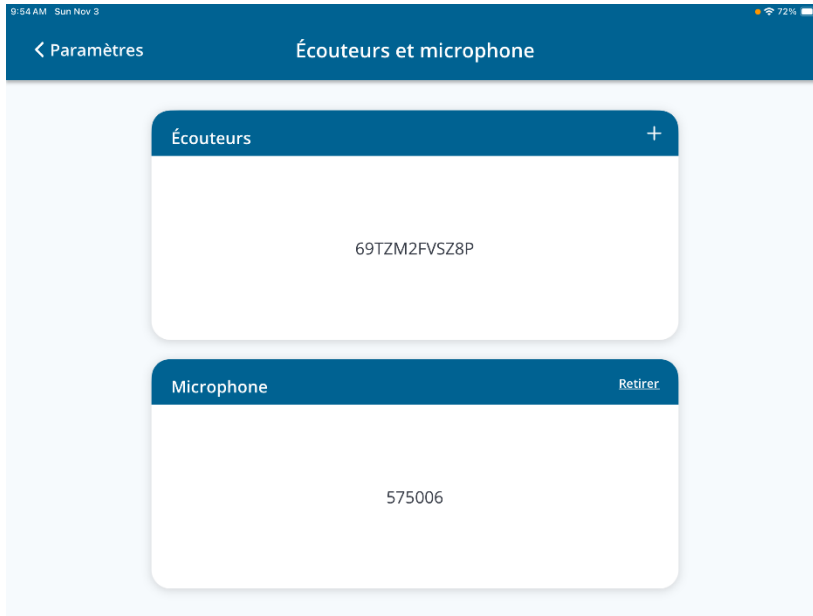 9:54 AM Sun Nov 3 72%
Paramètres Écouteurs et microphone
Écouteurs +
69TZM2FVSZ8P
Microphone Retirer
575006